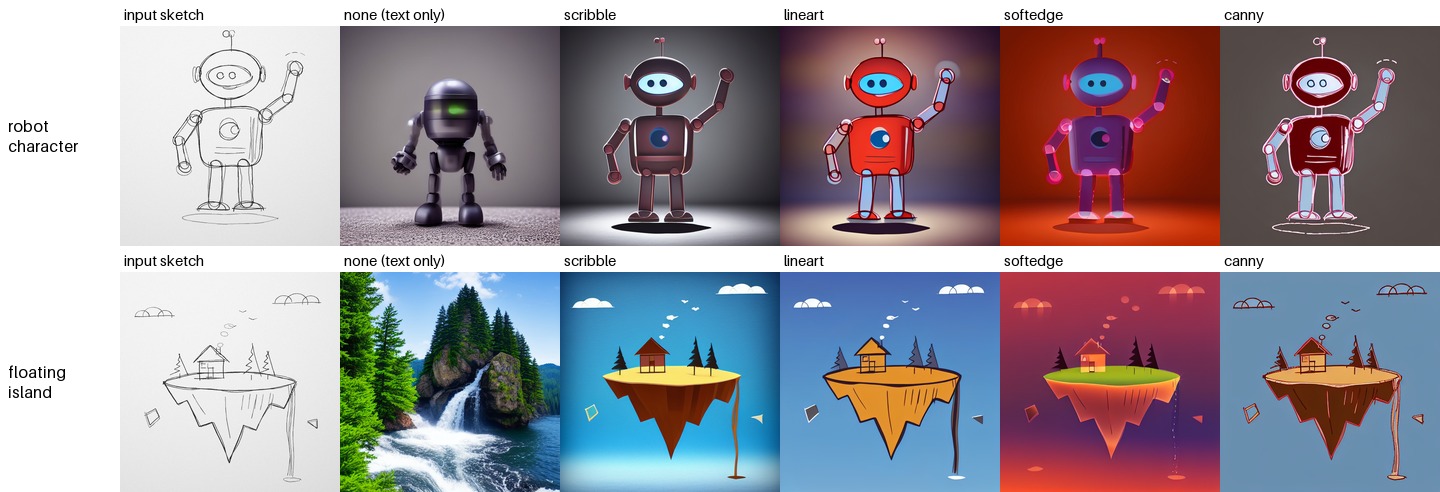 input sketch
none (text only)
scribble
lineart
softedge
canny
robot
character
input sketch
none (text only)
scribble
lineart
softedge
canny
floating
island